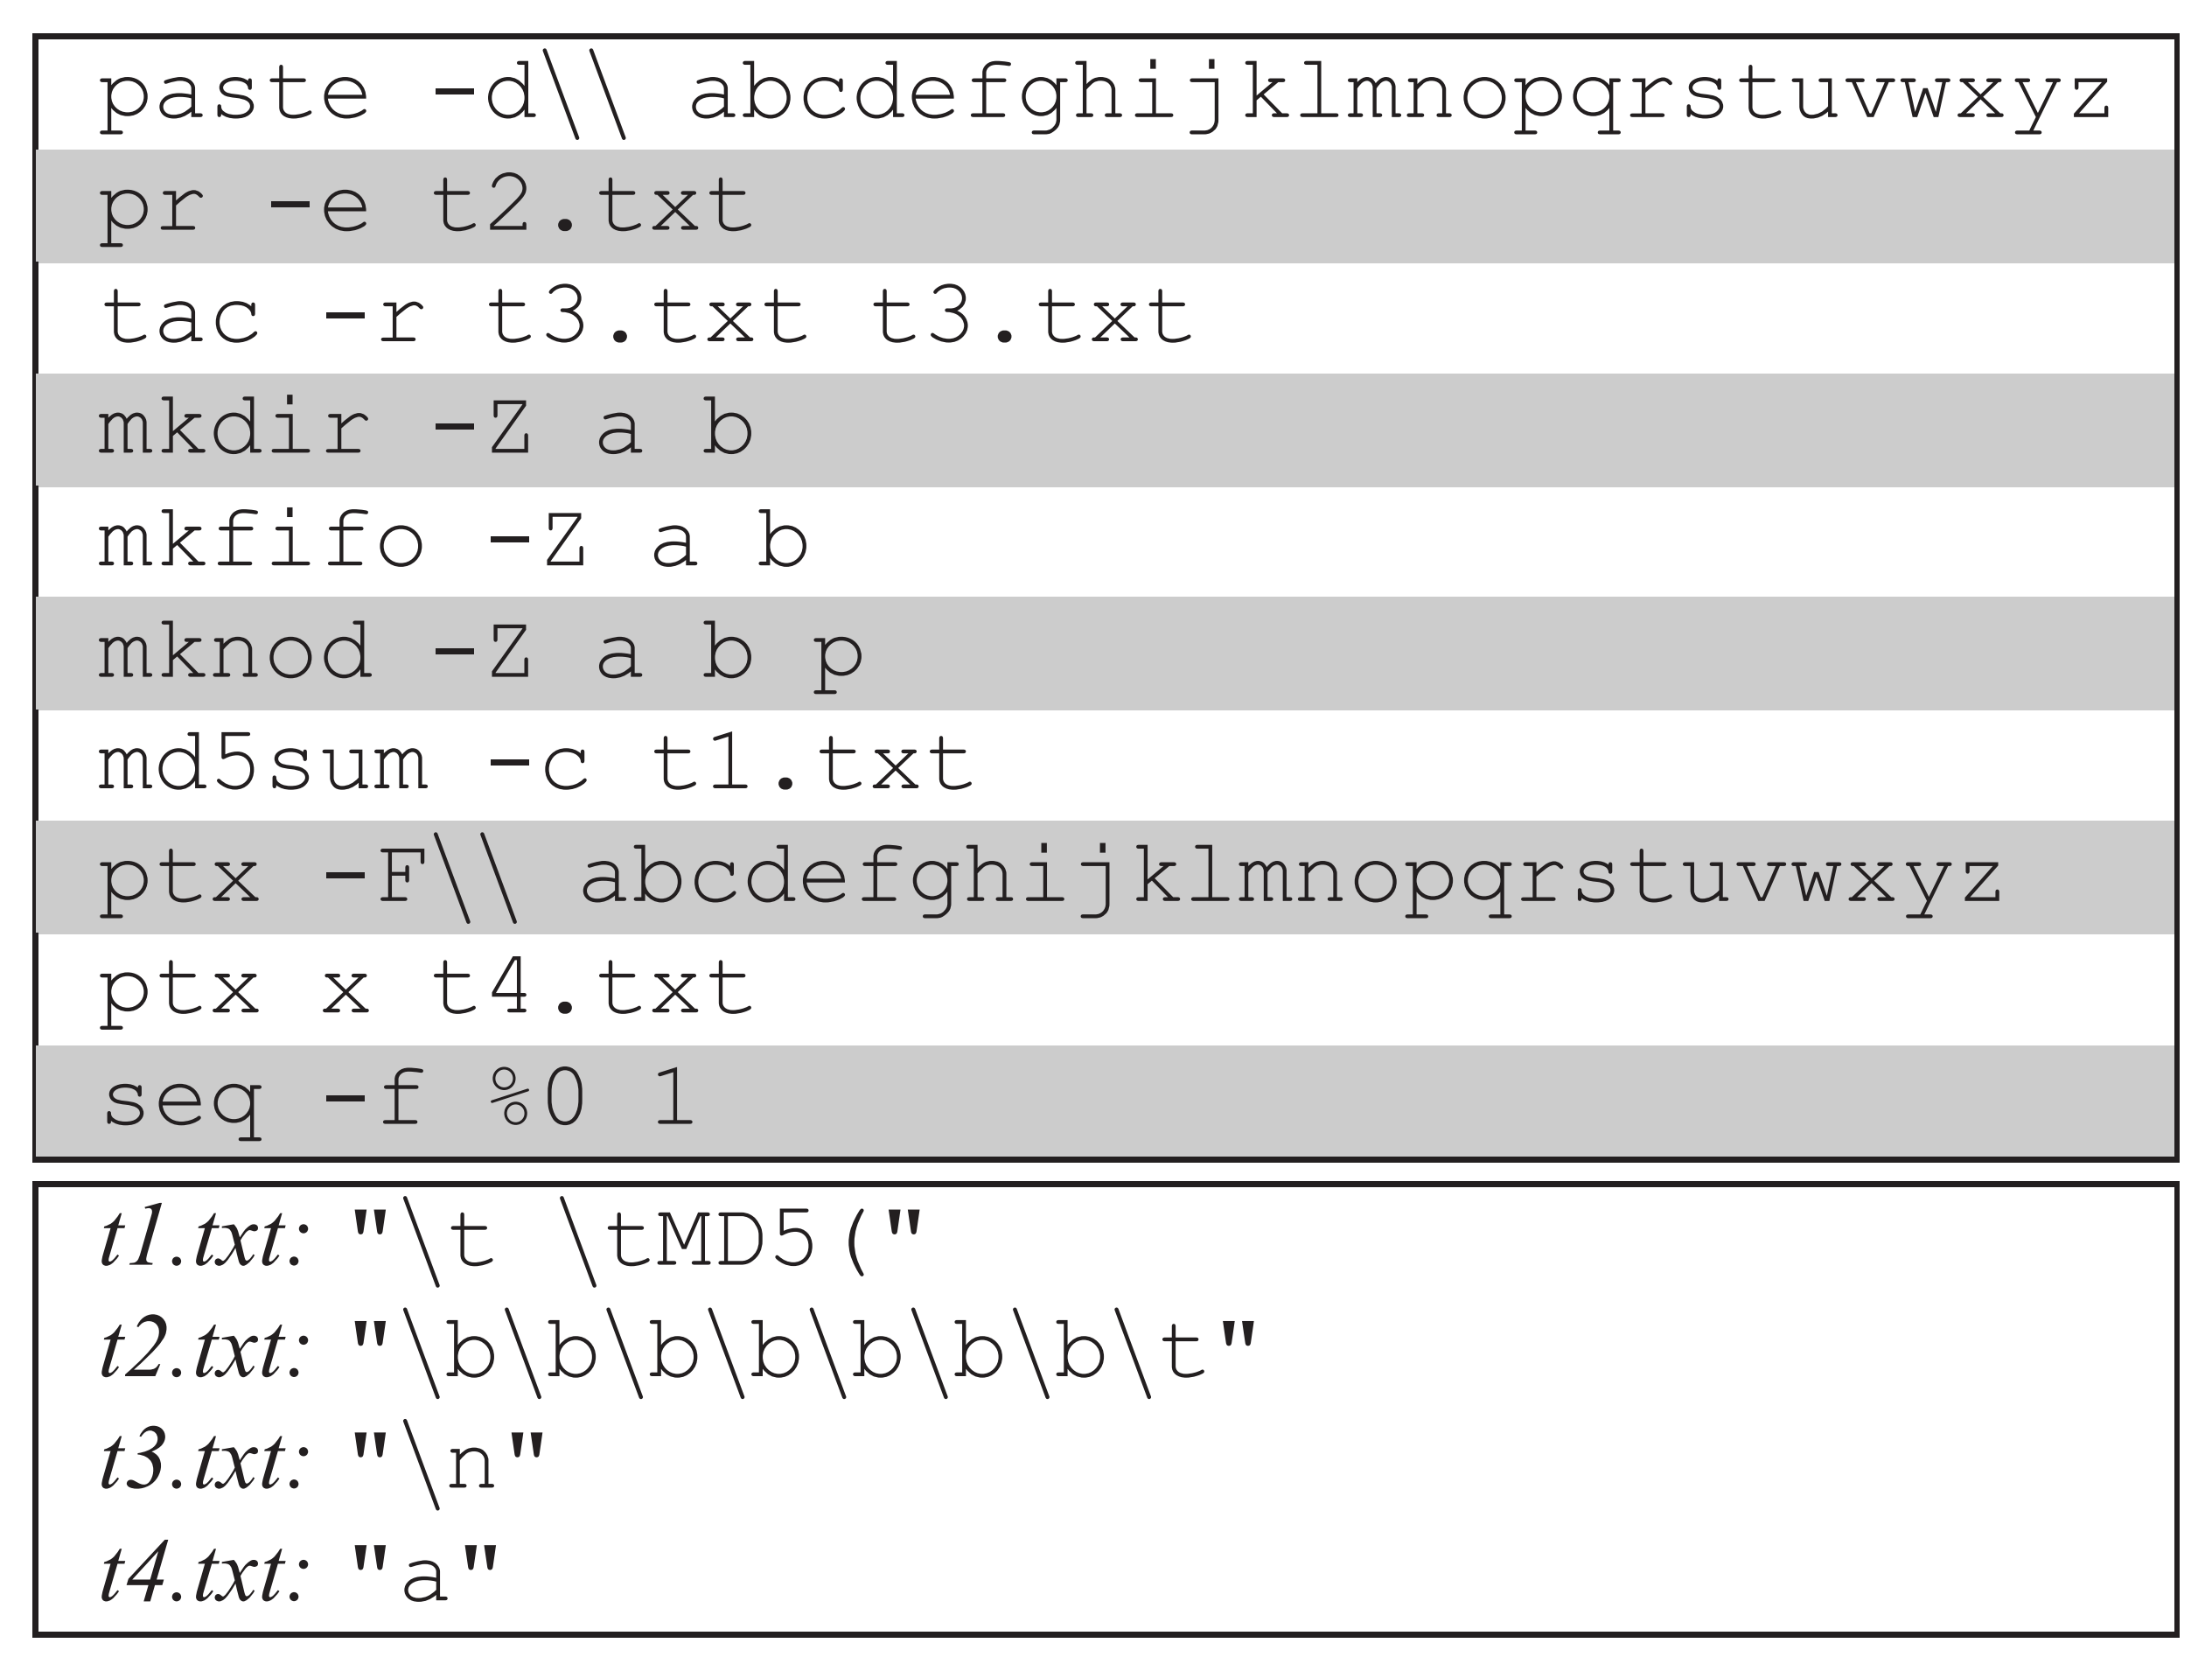 paste -d\\ abcdefghijklmnopqrstuvwxyz
pr -e t2.txt
tac -r t3.txt t3.txt
mkdir -Z a b
mkfifo -Z a b
mknod -Z a b p
md5sum -c t1.txt
ptx -F\\ abcdefghijklmnopqrstuvwxyz
ptx x t4.txt
seq -f %0 1
t1.txt: "\t \tMD5("
t2.txt: "\b\b\b\b\b\b\b\t"
t3.txt: "\n"
t4.txt: "a"